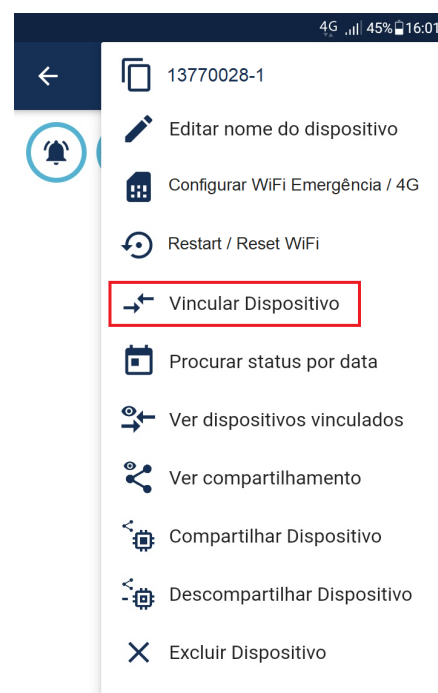 4G 45% 16:01
13770028-1
Editar nome do dispositivo
Configurar WiFi Emergência / 4G
Restart / Reset WiFi
Vincular Dispositivo
Procurar status por data
Ver dispositivos vinculados
Ver compartilhamento
Compartilhar Dispositivo
Descompartilhar Dispositivo
Excluir Dispositivo